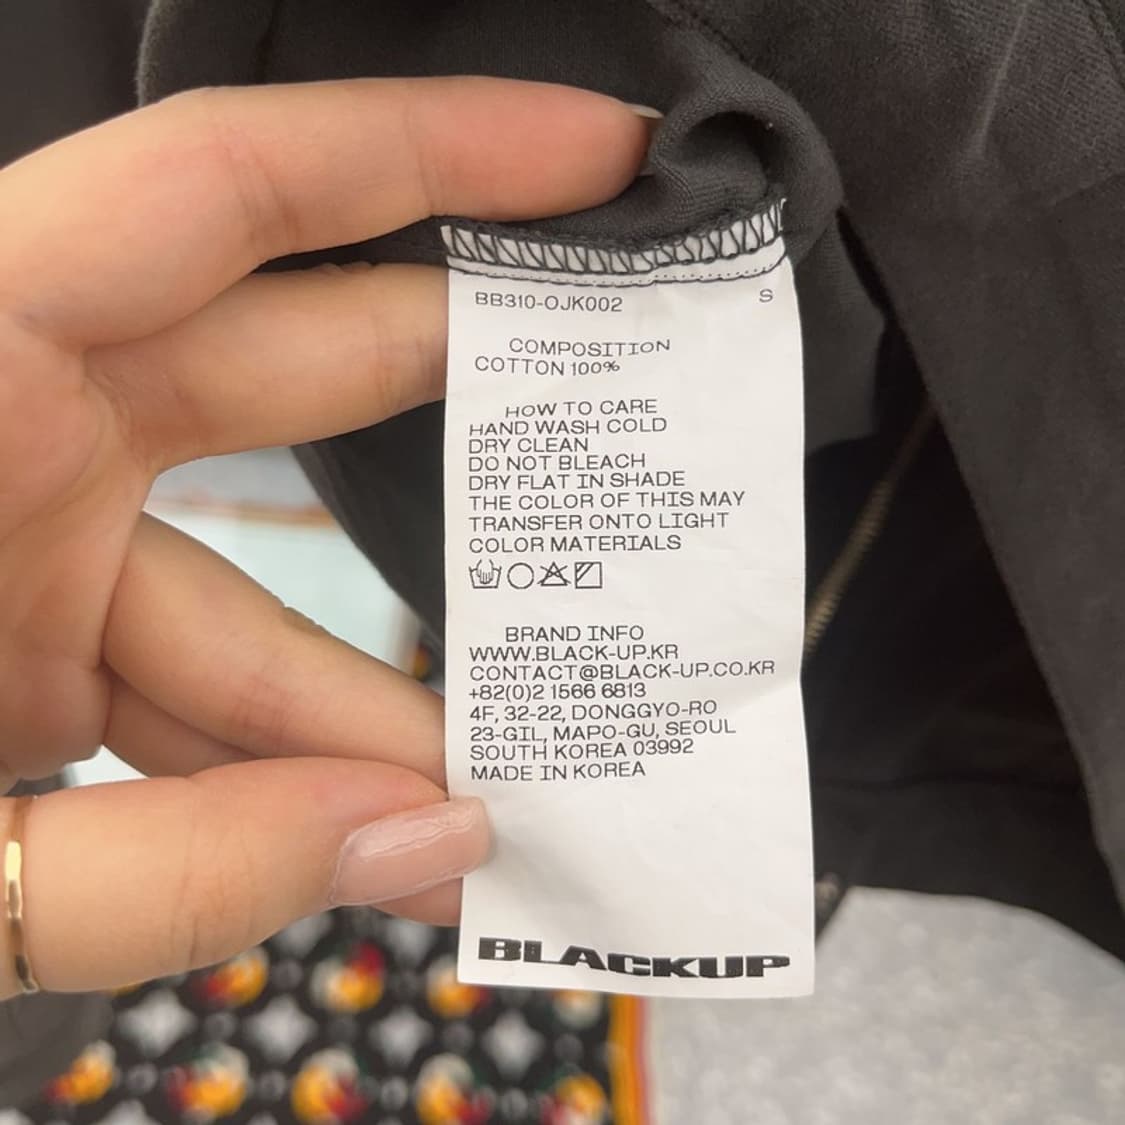 BB310-OJK002 S
COMPOSITION
COTTON 100%
HOW TO CARE
HAND WASH COLD
DRY CLEAN
DO NOT BLEACH
DRY FLAT IN SHADE
THE COLOR OF THIS MAY
TRANSFER ONTO LIGHT
COLOR MATERIALS
BRAND INFO
WWW.BLACK-UP.KR
CONTACT@BLACK-UP.CO.KR
+82(0)2 1566 6813
4F, 32-22, DONGGYO-RO
23-GIL, MAPO-GU, SEOUL
SOUTH KOREA 03992
MADE IN KOREA
BLACKUP